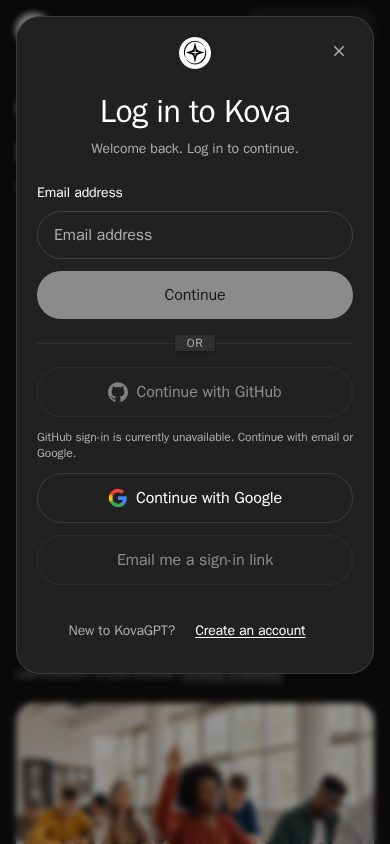 Log in to Kova
Welcome back. Log in to continue.
Email address
Email address
Continue
OR
Continue with GitHub
GitHub sign-in is currently unavailable. Continue with email or
Google.
Continue with Google
Email me a sign-in link
New to KovaGPT? Create an account